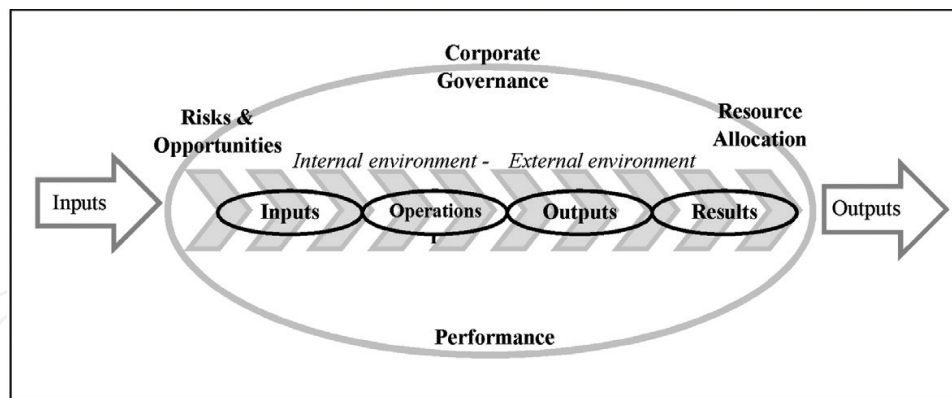 Corporate
Governance
Risks &
Opportunities
Resource
Allocation
Internal environment - External environment
Inputs
Inputs
Operations
Outputs
Results
Outputs
Performance